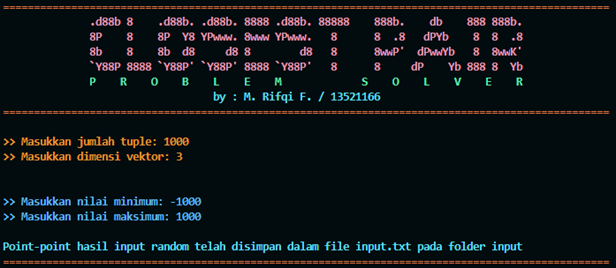 ==========================================================================================
.d88b 8    .d88b. .d88b. 8888 .d88b. 88888    888b.    db    888 888b.
8P    8    8P  Y8 YPwww. 8www YPwww.   8      8  .8   dPYb    8  8  .8
8b    8    8b  d8     d8 8        d8   8      8wwP'  dPwwYb   8  8wwK'
`Y88P 8888 `Y88P' `Y88P' 8888 `Y88P'   8      8     dP    Yb 888 8  Yb
P R O B L E M   S O L V E R
by : M. Rifqi F. / 13521166
==========================================================================================
>> Masukkan jumlah tuple: 1000
>> Masukkan dimensi vektor: 3
>> Masukkan nilai minimum: -1000
>> Masukkan nilai maksimum: 1000
Point-point hasil input random telah disimpan dalam file input.txt pada folder input
==========================================================================================